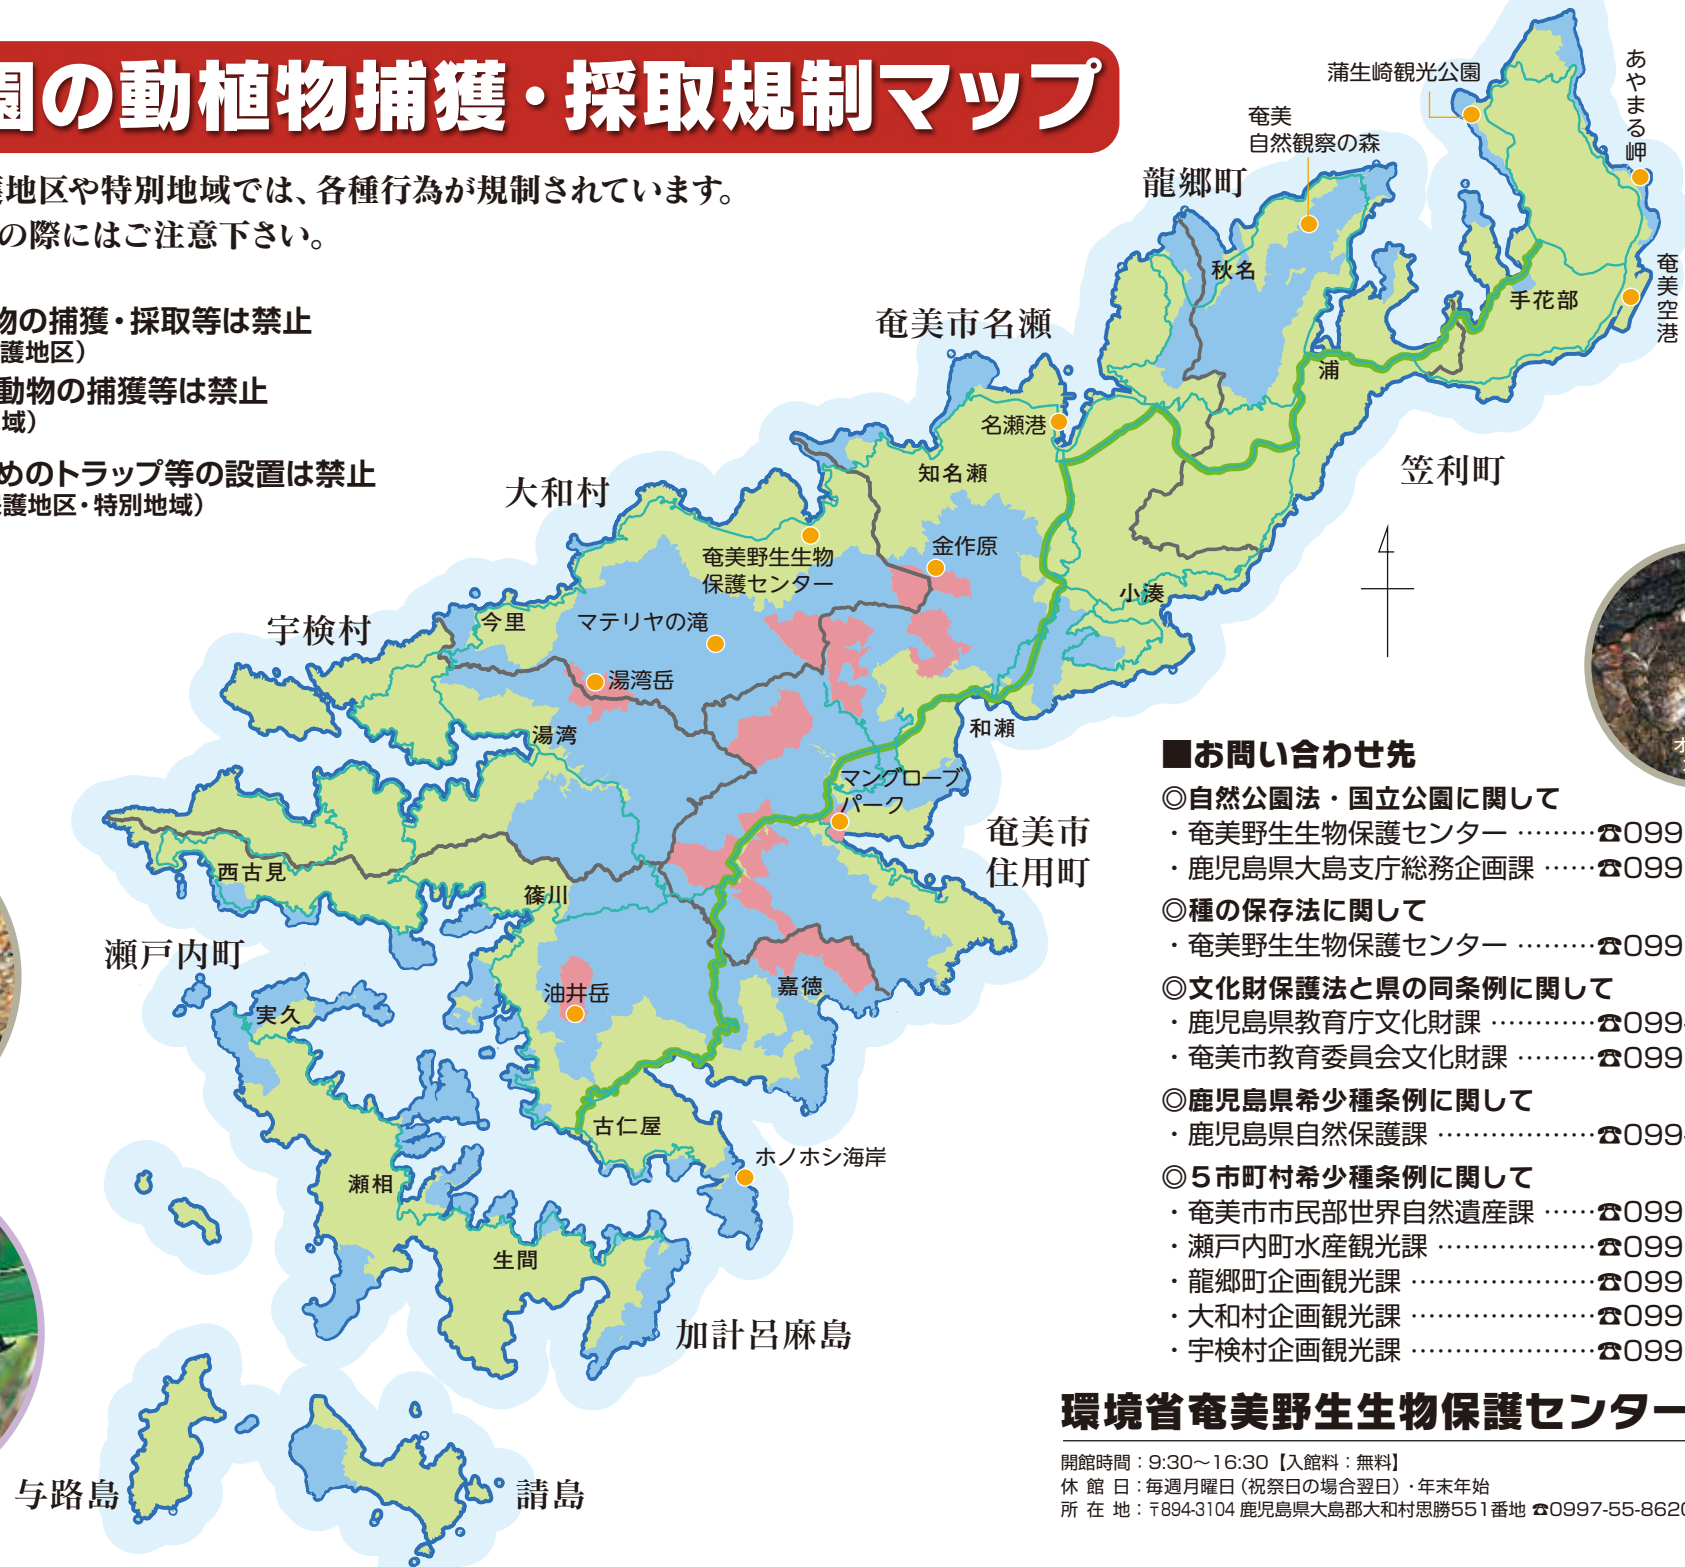 園の動植物捕獲・採取規制マップ
護地区や特別地域では、各種行為が規制されています。
の際にはご注意下さい。
物の捕獲・採取等は禁止
護地区）
動物の捕獲等は禁止
域）
めのトラップ等の設置は禁止
保護地区・特別地域）
蒲生崎観光公園
あやまる岬
奄美
自然観察の森
龍郷町
秋名
奄美空港
手花部
奄美市名瀬
浦
名瀬港
知名瀬
笠利町
大和村
金作原
奄美野生生物
保護センター
小湊
宇検村
今里
マテリヤの滝
湯湾岳
湯湾
和瀬
マングローブ
パーク
奄美市
住用町
西古見
篠川
瀬戸内町
油井岳
嘉徳
実久
古仁屋
ホノホシ海岸
瀬相
生間
加計呂麻島
与路島
請島
■お問い合わせ先
◎自然公園法・国立公園に関して
・奄美野生生物保護センター ………☎099
・鹿児島県大島支庁総務企画課 ……☎099
◎種の保存法に関して
・奄美野生生物保護センター ………☎099
◎文化財保護法と県の同条例に関して
・鹿児島県教育庁文化財課 …………☎099-
・奄美市教育委員会文化財課 ………☎099
◎鹿児島県希少種条例に関して
・鹿児島県自然保護課 ………………☎099-
◎５市町村希少種条例に関して
・奄美市市民部世界自然遺産課 ……☎099
・瀬戸内町水産観光課 ………………☎099
・龍郷町企画観光課 …………………☎099
・大和村企画観光課 …………………☎099
・宇検村企画観光課 …………………☎099
環境省奄美野生生物保護センター
開館時間：9:30～16:30【入館料：無料】
休 館 日：毎週月曜日（祝祭日の場合翌日）・年末年始
所 在 地：〒894-3104 鹿児島県大島郡大和村思勝551番地 ☎0997-55-8620